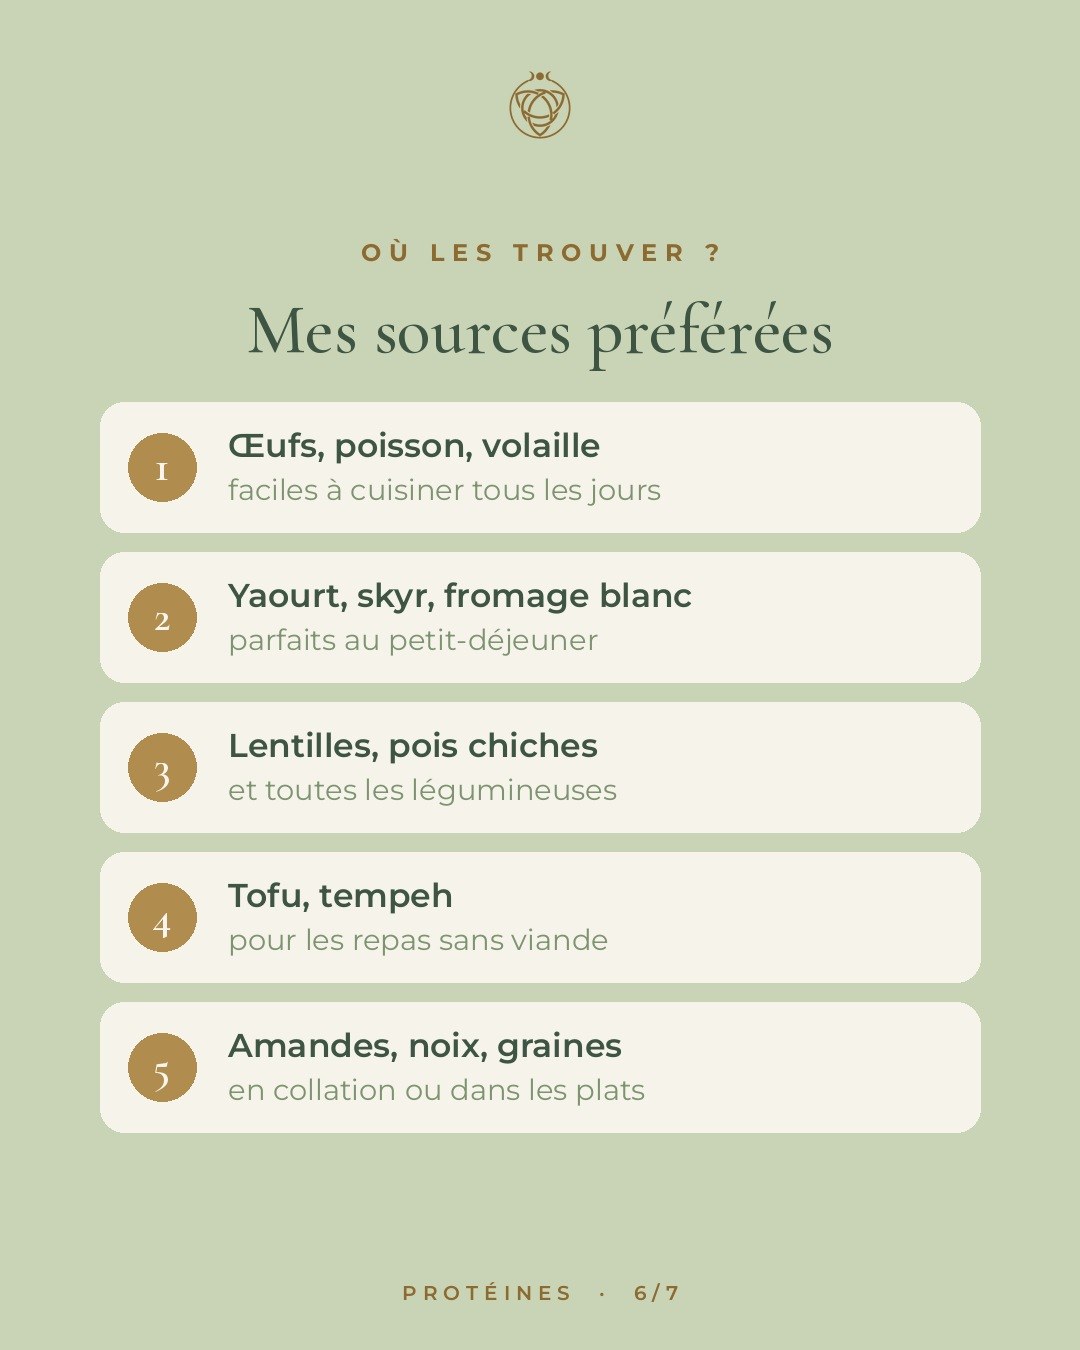 OÙ LES TROUVER ?
Mes sources préférées
1
Œufs, poisson, volaille
faciles à cuisiner tous les jours
2
Yaourt, skyr, fromage blanc
parfaits au petit-déjeuner
3
Lentilles, pois chiches
et toutes les légumineuses
4
Tofu, tempeh
pour les repas sans viande
5
Amandes, noix, graines
en collation ou dans les plats
PROTÉINES · 6/7